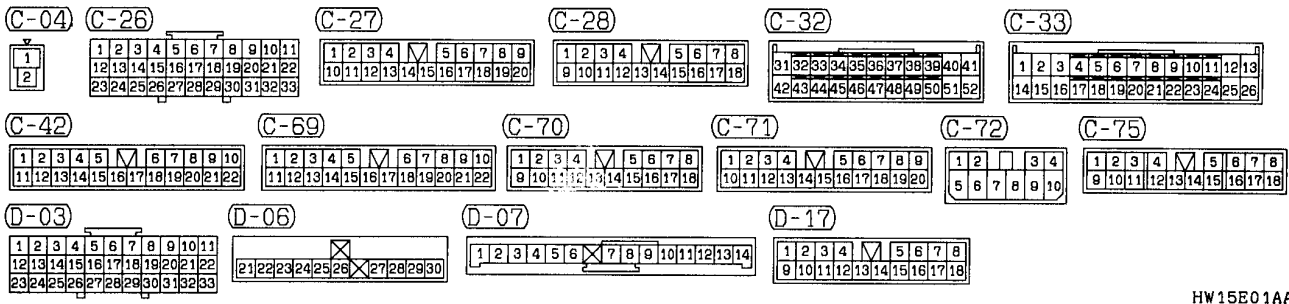 (C-04) (C-26) (C-27) (C-28) (C-32) (C-33)
1 1 2 3 4 5 6 7 8 9 10 11 1 2 3 4 5 6 7 8 9 1 2 3 4 5 6 7 8 31 32 33 34 35 36 37 38 39 40 41 1 2 3 4 5 6 7 8 9 10 11 12 13
2 12 13 14 15 16 17 18 19 20 21 22 10 11 12 13 14 15 16 17 18 19 20 9 10 11 12 13 14 15 16 17 18 42 43 44 45 46 47 48 49 50 51 52 14 15 16 17 18 19 20 21 22 23 24 25 26
23 24 25 26 27 28 29 30 31 32 33
(C-42) (C-69) (C-70) (C-71) (C-72) (C-75)
1 2 3 4 5 6 7 8 9 10 1 2 3 4 5 6 7 8 9 10 1 2 3 4 5 6 7 8 1 2 3 4 5 6 7 8 9 1 2 3 4 1 2 3 4 5 6 7 8
11 12 13 14 15 16 17 18 19 20 21 22 11 12 13 14 15 16 17 18 19 20 21 22 9 10 11 12 13 14 15 16 17 18 10 11 12 13 14 15 16 17 18 19 20 5 6 7 8 9 10 9 10 11 12 13 14 15 16 17 18
(D-03) (D-06) (D-07) (D-17)
1 2 3 4 5 6 7 8 9 10 11 1 2 3 4 5 6 7 8 9 10 11 12 13 14 1 2 3 4 5 6 7 8
12 13 14 15 16 17 18 19 20 21 22 21 22 23 24 25 26 27 28 29 30 9 10 11 12 13 14 15 16 17 18
23 24 25 26 27 28 29 30 31 32 33
HW15E01AA